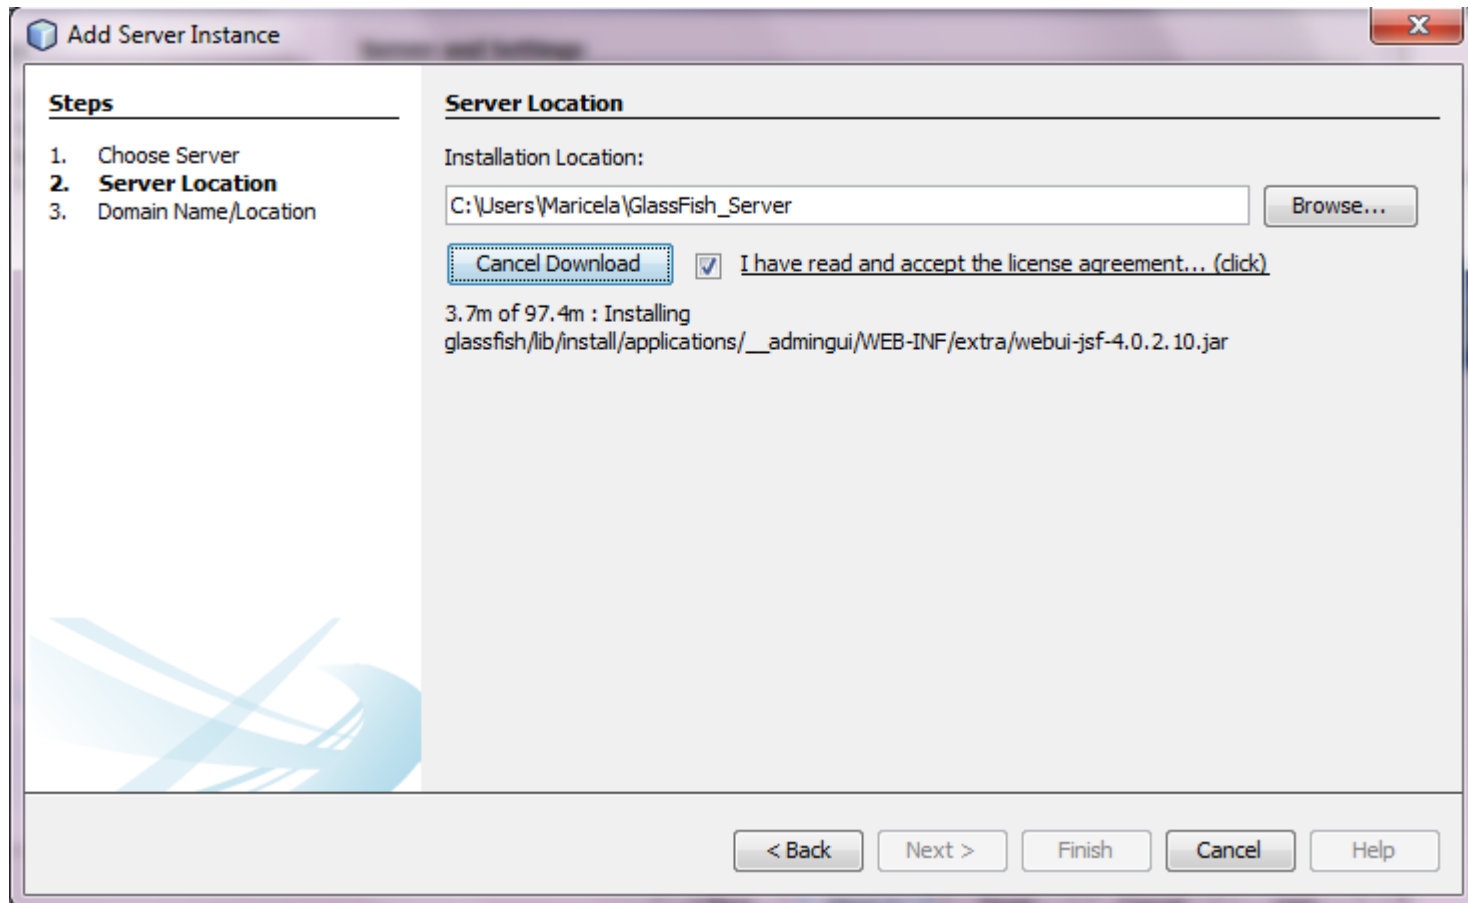 Add Server Instance
Server and Settings
Steps
1. Choose Server
2. Server Location
3. Domain Name/Location
Server Location
Installation Location:
C:\Users\Maricela\GlassFish_Server
Browse...
Cancel Download
I have read and accept the license agreement... (click)
3.7m of 97.4m : Installing
glassfish/lib/install/applications/__admingui/WEB-INF/extra/webui-jsf-4.0.2.10.jar
< Back
Next >
Finish
Cancel
Help